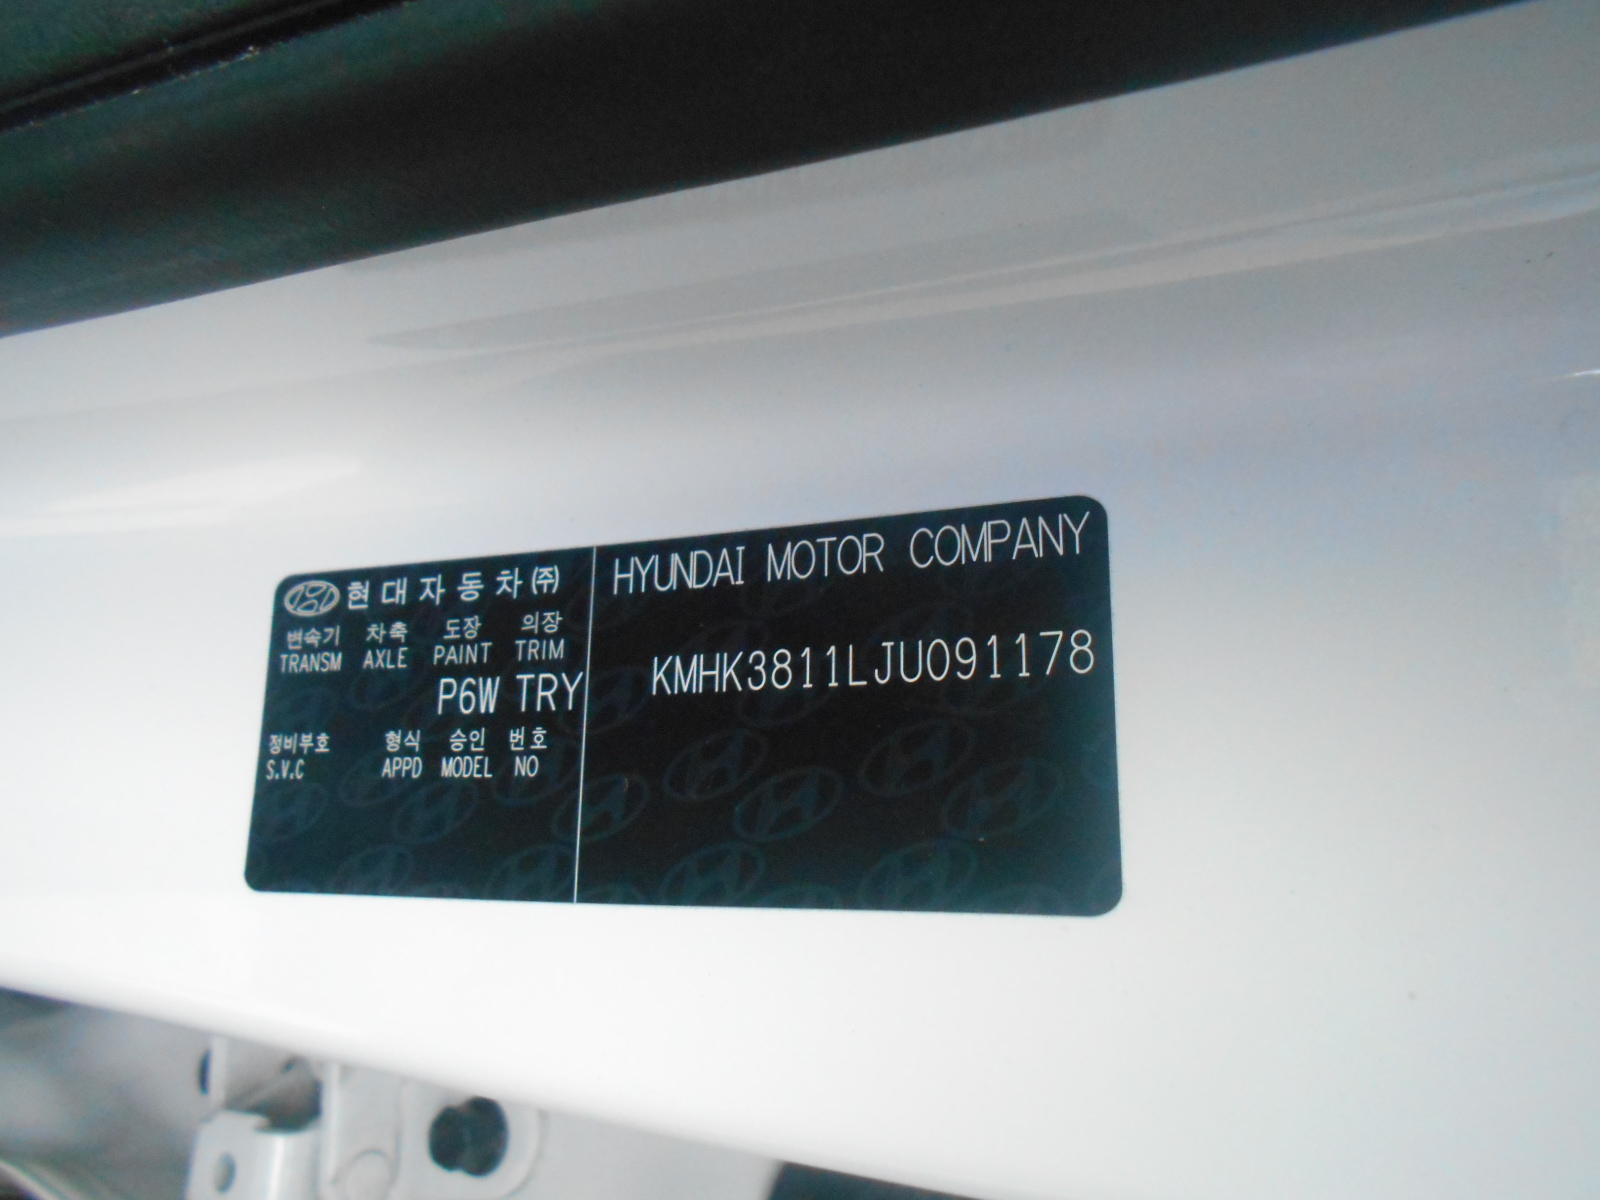 현대자동차(주)
변속기 차축 도장 의장
TRANSM AXLE PAINT TRIM
P6W TRY
정비부호 형식 승인 번호
S.V.C APPD MODEL NO
HYUNDAI MOTOR COMPANY
KMHK3811LJU091178